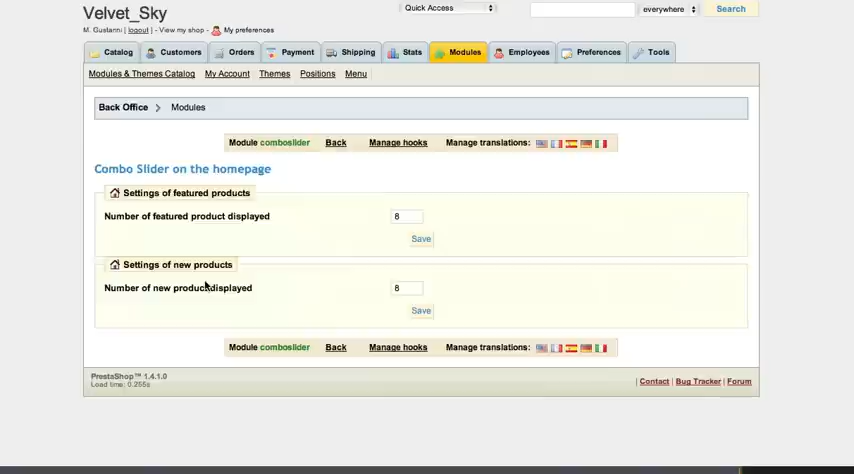 Velvet_Sky
Quick Access
everywhere
Search
M. Gustanni [ logout ] - View my shop - My preferences
Catalog Customers Orders Payment Shipping Stats Modules Employees Preferences Tools
Modules & Themes Catalog My Account Themes Positions Menu
Back Office > Modules
Module comboslider Back Manage hooks Manage translations:
Combo Slider on the homepage
Settings of featured products
Number of featured product displayed 8
Save
Settings of new products
Number of new product displayed 8
Save
Module comboslider Back Manage hooks Manage translations:
PrestaShop™ 1.4.1.0
Load time: 0.255s
| Contact | Bug Tracker | Forum